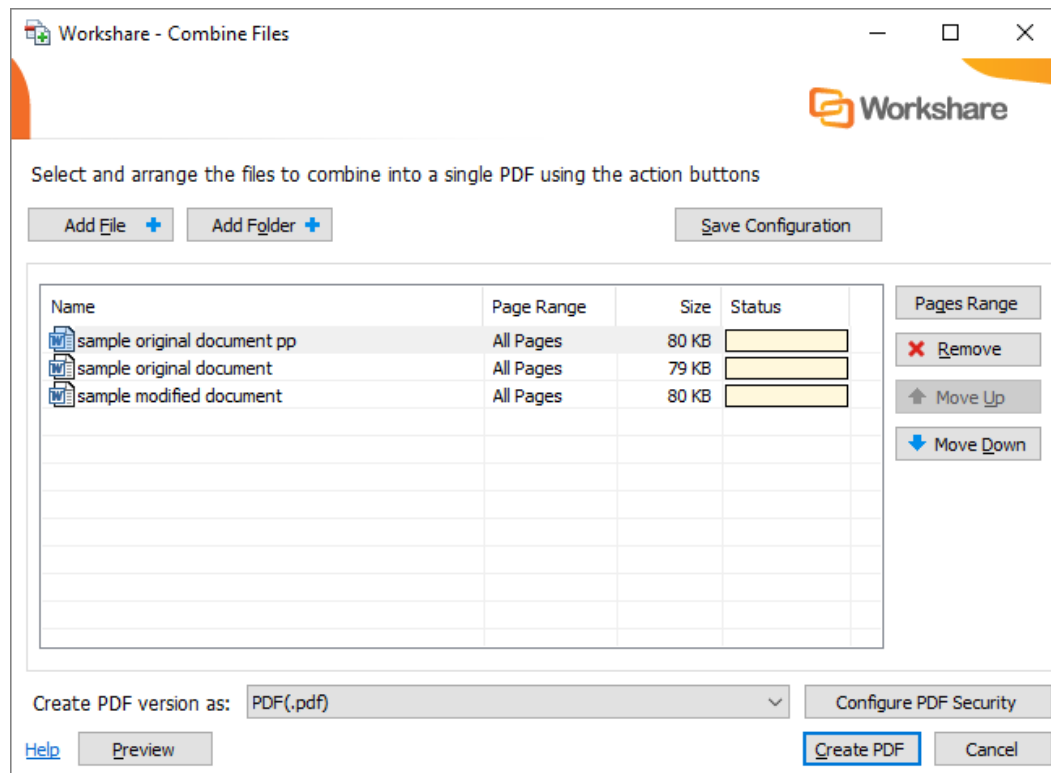 Workshare - Combine Files
Workshare
Select and arrange the files to combine into a single PDF using the action buttons
Add File Add Folder Save Configuration
Name Page Range Size Status Pages Range
sample original document pp All Pages 80 KB Remove
sample original document All Pages 79 KB
sample modified document All Pages 80 KB Move Up
Move Down
Create PDF version as: PDF(.pdf) Configure PDF Security
Help Preview Create PDF Cancel